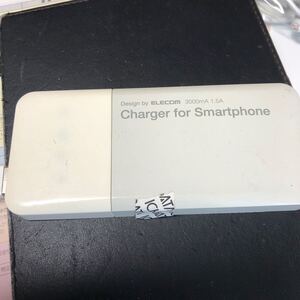 Design by ELECOM 3000mA 1.5A
Charger for Smartphone